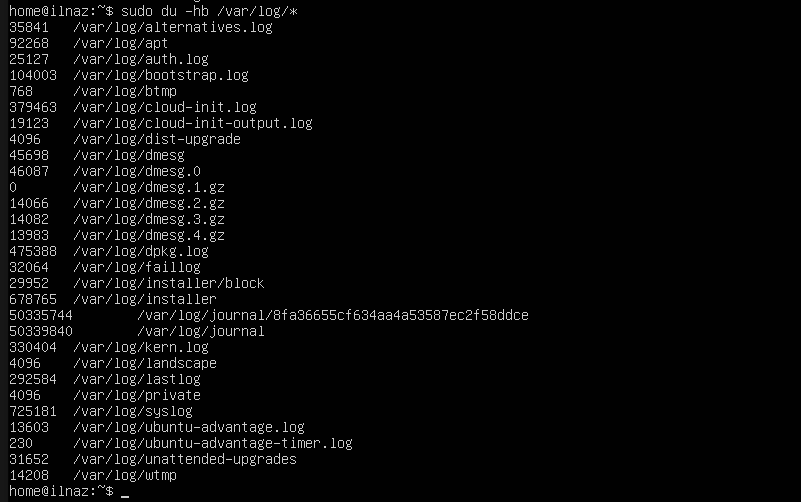 home@ilnaz:~$ sudo du -hb /var/log/*
35841 /var/log/alternatives.log
92268 /var/log/apt
25127 /var/log/auth.log
104003 /var/log/bootstrap.log
768 /var/log/btmp
379463 /var/log/cloud-init.log
19123 /var/log/cloud-init-output.log
4096 /var/log/dist-upgrade
45698 /var/log/dmesg
46087 /var/log/dmesg.0
0 /var/log/dmesg.1.gz
14066 /var/log/dmesg.2.gz
14082 /var/log/dmesg.3.gz
13983 /var/log/dmesg.4.gz
475388 /var/log/dpkg.log
32064 /var/log/faillog
29952 /var/log/installer/block
678765 /var/log/installer
50335744 /var/log/journal/8fa36655cf634aa4a53587ec2f58ddce
50339840 /var/log/journal
330404 /var/log/kern.log
4096 /var/log/landscape
292584 /var/log/lastlog
4096 /var/log/private
725181 /var/log/syslog
13603 /var/log/ubuntu-advantage.log
230 /var/log/ubuntu-advantage-timer.log
31652 /var/log/unattended-upgrades
14208 /var/log/wtmp
home@ilnaz:~$ _